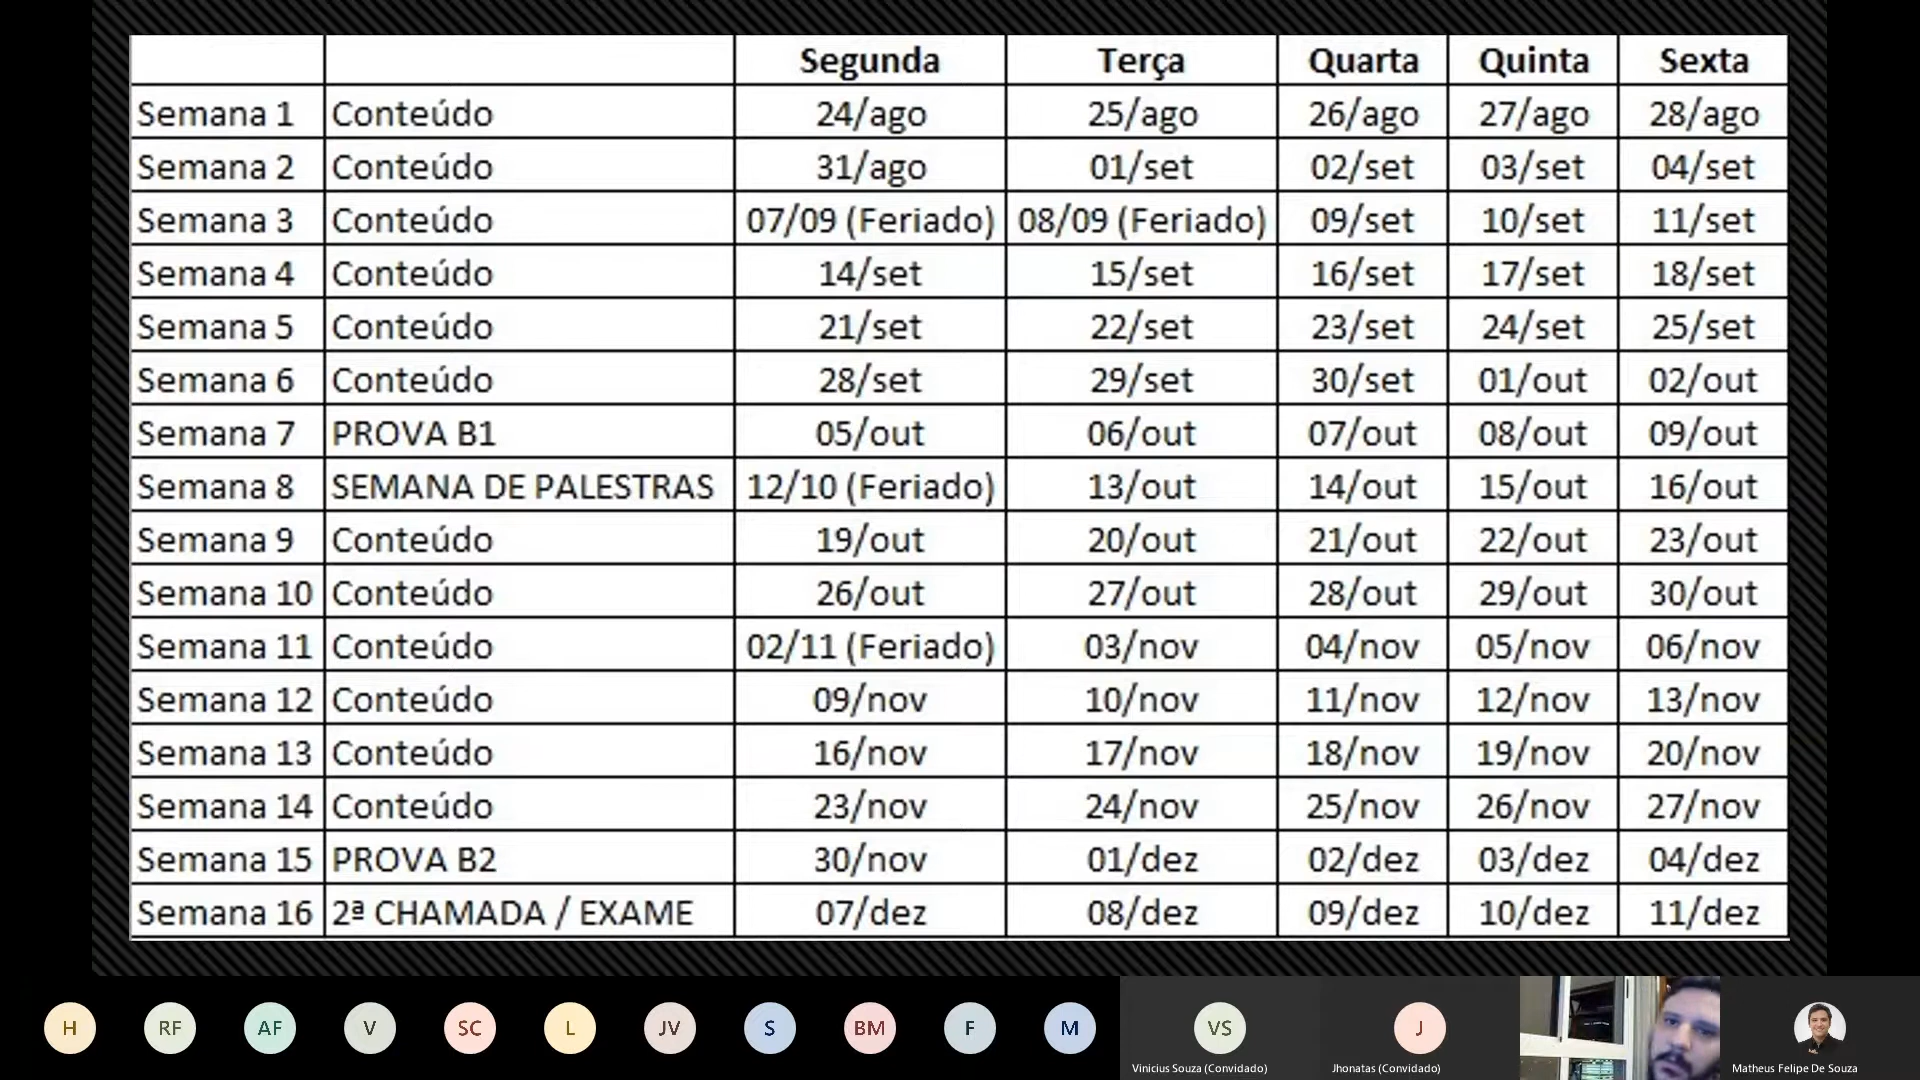 Segunda Terça Quarta Quinta Sexta
Semana 1 Conteúdo 24/ago 25/ago 26/ago 27/ago 28/ago
Semana 2 Conteúdo 31/ago 01/set 02/set 03/set 04/set
Semana 3 Conteúdo 07/09 (Feriado) 08/09 (Feriado) 09/set 10/set 11/set
Semana 4 Conteúdo 14/set 15/set 16/set 17/set 18/set
Semana 5 Conteúdo 21/set 22/set 23/set 24/set 25/set
Semana 6 Conteúdo 28/set 29/set 30/set 01/out 02/out
Semana 7 PROVA B1 05/out 06/out 07/out 08/out 09/out
Semana 8 SEMANA DE PALESTRAS 12/10 (Feriado) 13/out 14/out 15/out 16/out
Semana 9 Conteúdo 19/out 20/out 21/out 22/out 23/out
Semana 10 Conteúdo 26/out 27/out 28/out 29/out 30/out
Semana 11 Conteúdo 02/11 (Feriado) 03/nov 04/nov 05/nov 06/nov
Semana 12 Conteúdo 09/nov 10/nov 11/nov 12/nov 13/nov
Semana 13 Conteúdo 16/nov 17/nov 18/nov 19/nov 20/nov
Semana 14 Conteúdo 23/nov 24/nov 25/nov 26/nov 27/nov
Semana 15 PROVA B2 30/nov 01/dez 02/dez 03/dez 04/dez
Semana 16 2ª CHAMADA / EXAME 07/dez 08/dez 09/dez 10/dez 11/dez
H RF AF V SC L JV S BM F M VS J
Vinicius Souza (Convidado) Jhonatas (Convidado) Matheus Felipe De Souza